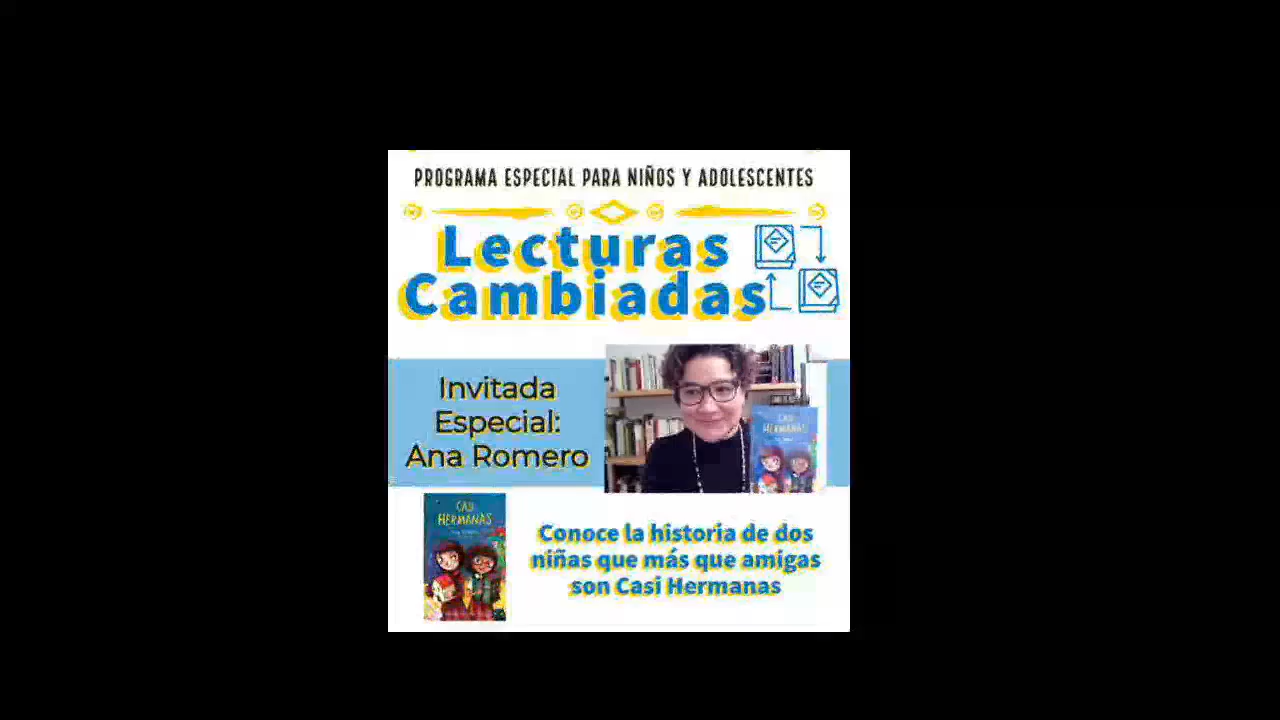 PROGRAMA ESPECIAL PARA NIÑOS Y ADOLESCENTES
Lecturas
Cambiadas
Invitada
Especial:
Ana Romero
CASI
HERMANAS
CASI
HERMANAS
Conoce la historia de dos
niñas que más que amigas
son Casi Hermanas